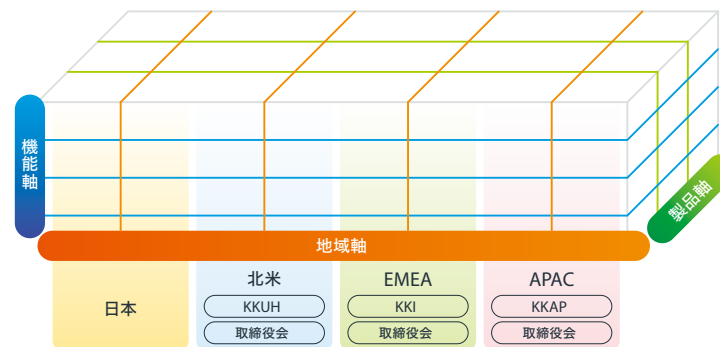 機能軸
製品軸
地域軸
日本
北米
KKUH
取締役会
EMEA
KKI
取締役会
APAC
KKAP
取締役会